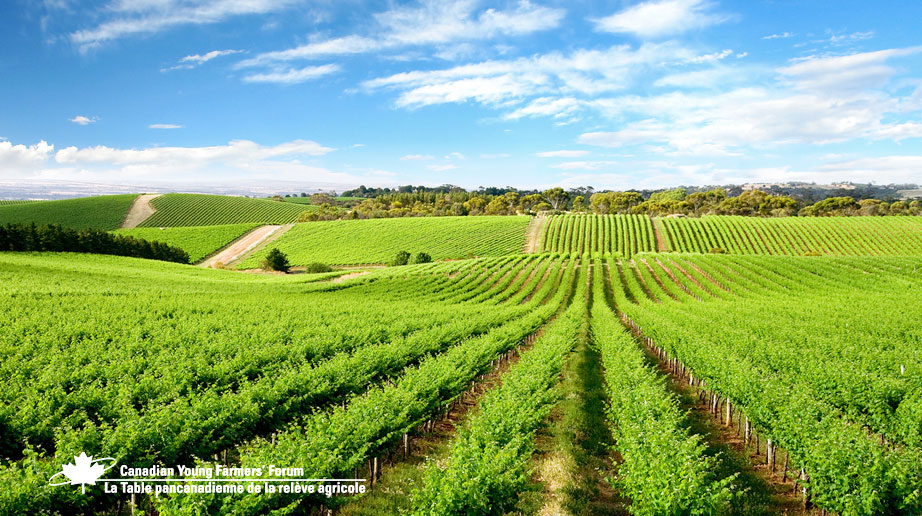 Canadian Young Farmers' Forum
La Table pancanadienne de la relève agricole